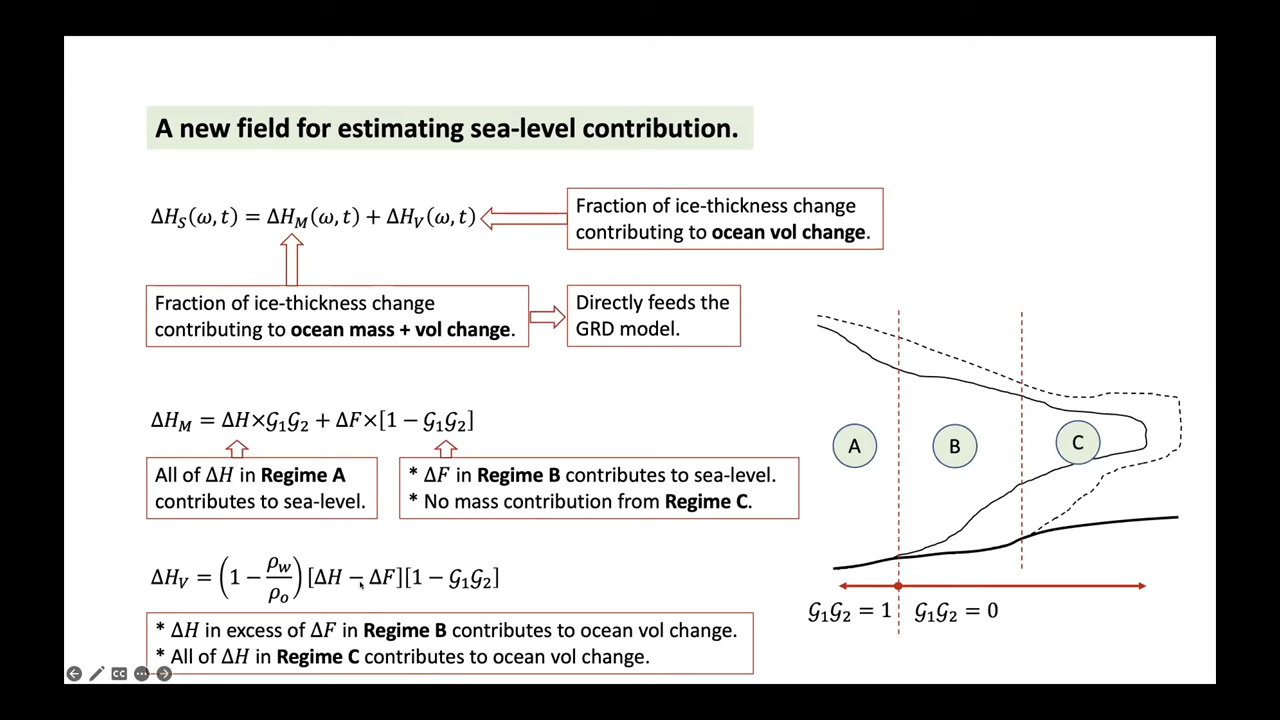 A new field for estimating sea-level contribution.
Δ𝐻_S(ω, t) = Δ𝐻_M(ω, t) + Δ𝐻_V(ω, t)
Fraction of ice-thickness change
contributing to ocean vol change.
Fraction of ice-thickness change
contributing to ocean mass + vol change.
Directly feeds the
GRD model.
Δ𝐻_M = Δ𝐻×𝒢₁𝒢₂ + Δ𝐹×[1 − 𝒢₁𝒢₂]
All of Δ𝐻 in Regime A
contributes to sea-level.
* Δ𝐹 in Regime B contributes to sea-level.
* No mass contribution from Regime C.
Δ𝐻_V = (1 − ρ_w/ρ_o) [Δ𝐻 − Δ𝐹][1 − 𝒢₁𝒢₂]
* Δ𝐻 in excess of Δ𝐹 in Regime B contributes to ocean vol change.
* All of Δ𝐻 in Regime C contributes to ocean vol change.
A B C
𝒢₁𝒢₂ = 1 𝒢₁𝒢₂ = 0
CC